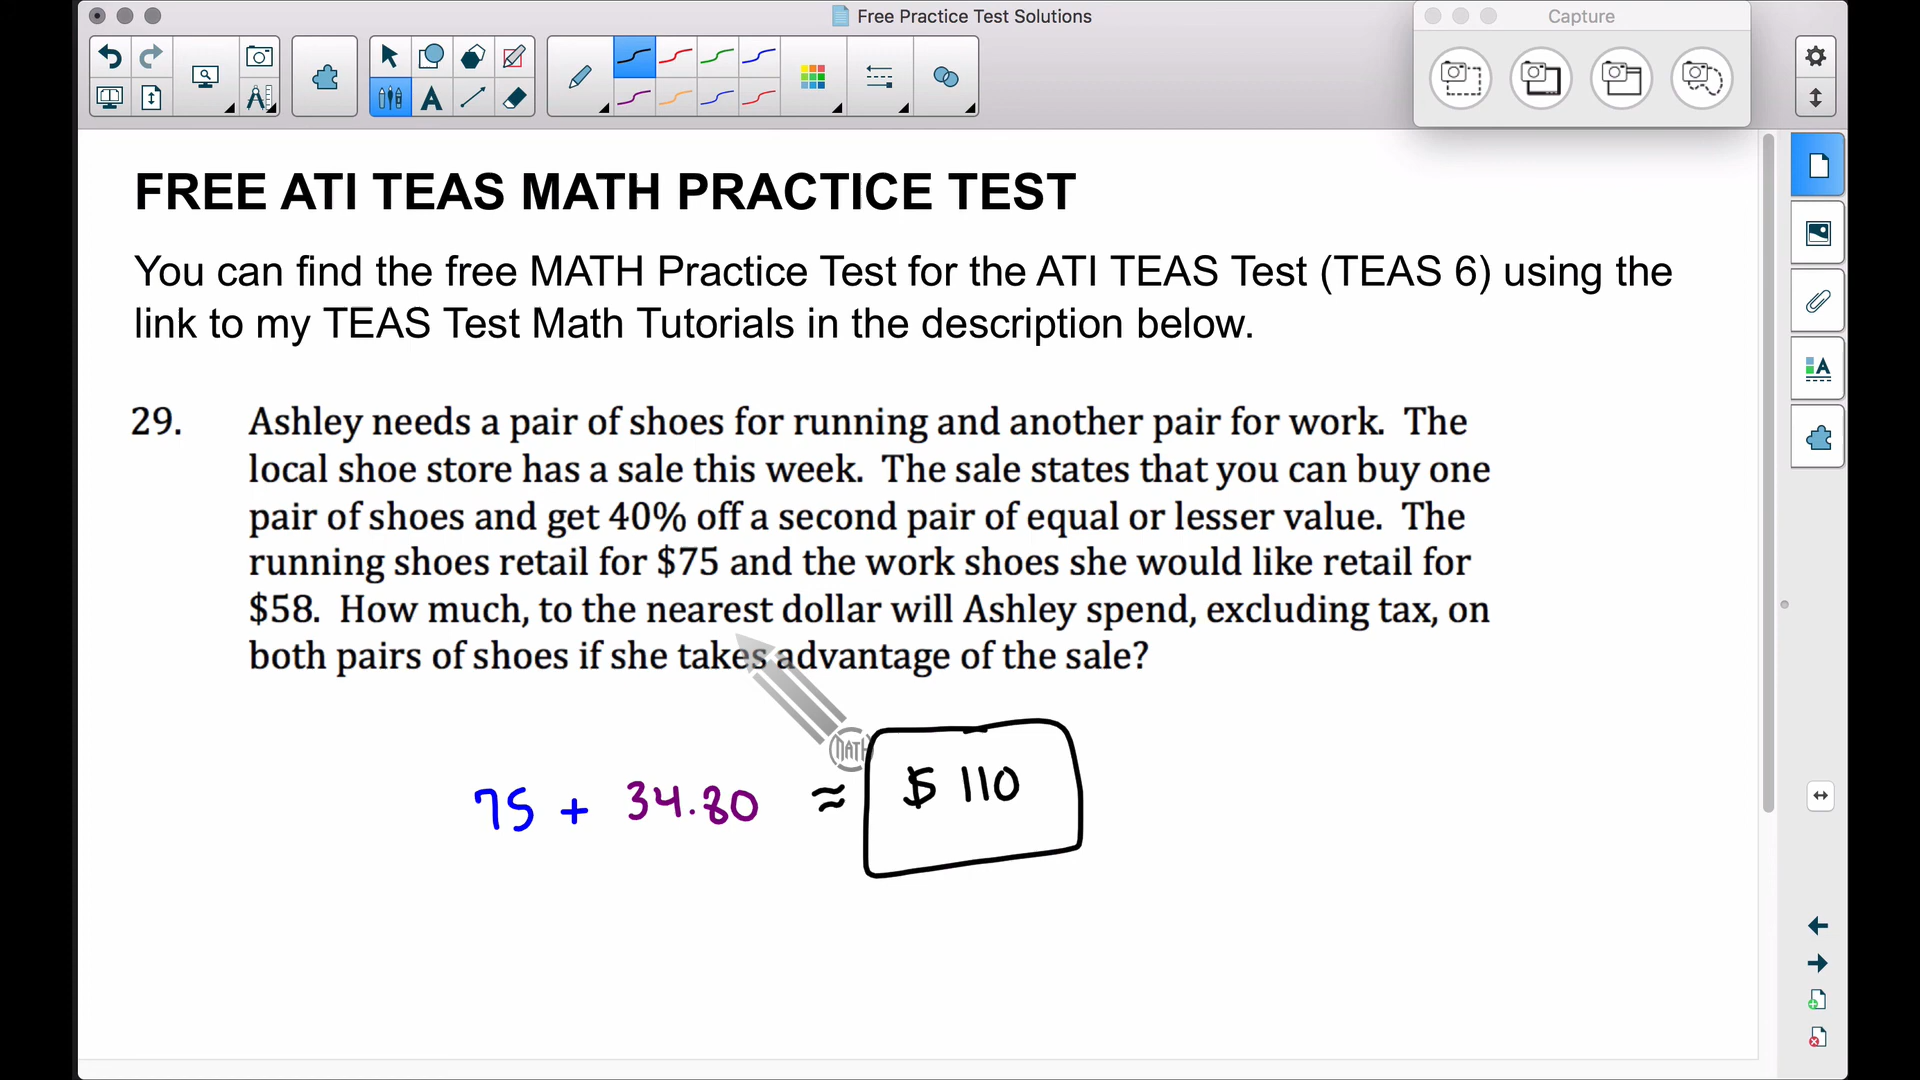 Free Practice Test Solutions
Capture
A
A
FREE ATI TEAS MATH PRACTICE TEST
You can find the free MATH Practice Test for the ATI TEAS Test (TEAS 6) using the
link to my TEAS Test Math Tutorials in the description below.
29. Ashley needs a pair of shoes for running and another pair for work. The
local shoe store has a sale this week. The sale states that you can buy one
pair of shoes and get 40% off a second pair of equal or lesser value. The
running shoes retail for $75 and the work shoes she would like retail for
$58. How much, to the nearest dollar will Ashley spend, excluding tax, on
both pairs of shoes if she takes advantage of the sale?
MATH
75 + 34.80 ≈ $ 110